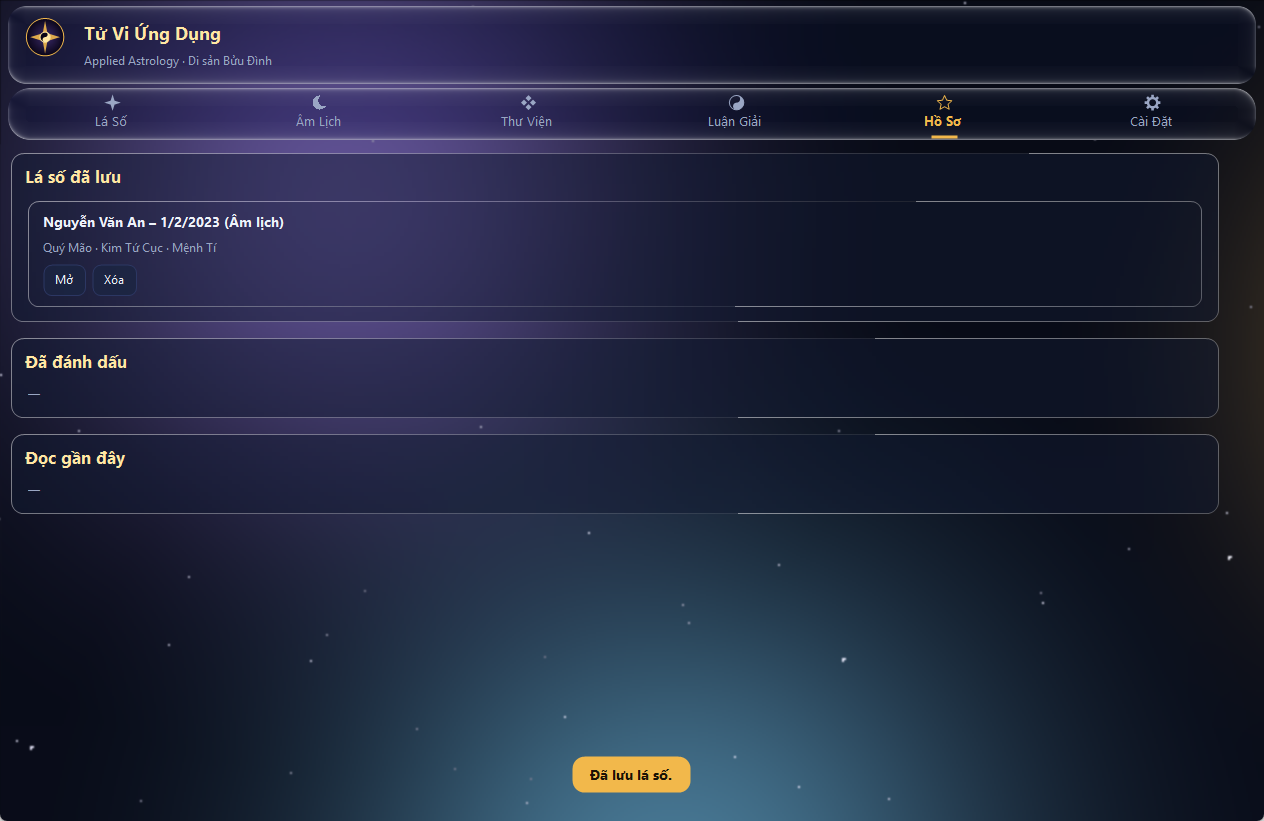 Tử Vi Ứng Dụng
Applied Astrology · Di sản Bửu Đình
Lá Số
Âm Lịch
Thư Viện
Luận Giải
Hồ Sơ
Cài Đặt
Lá số đã lưu
Nguyễn Văn An – 1/2/2023 (Âm lịch)
Quý Mão · Kim Tứ Cục · Mệnh Tí
Mở
Xóa
Đã đánh dấu
—
Đọc gần đây
—
Đã lưu lá số.